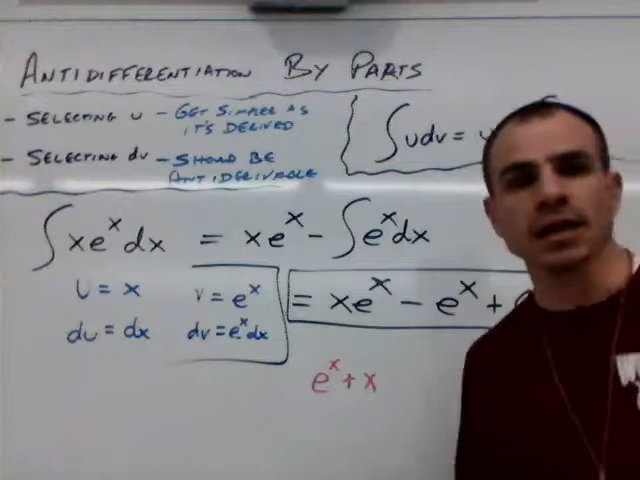 ANTIDIFFERENTIATION BY PARTS
- SELECTING U - GET SIMPLER AS IT'S DERIVED
- SELECTING dV - SHOULD BE ANTIDERIVABLE
∫udv = u
∫xe^x dx = xe^x - ∫e^x dx
u = x v = e^x
= xe^x - e^x +
du = dx dv = e^x dx
e^x + x
W